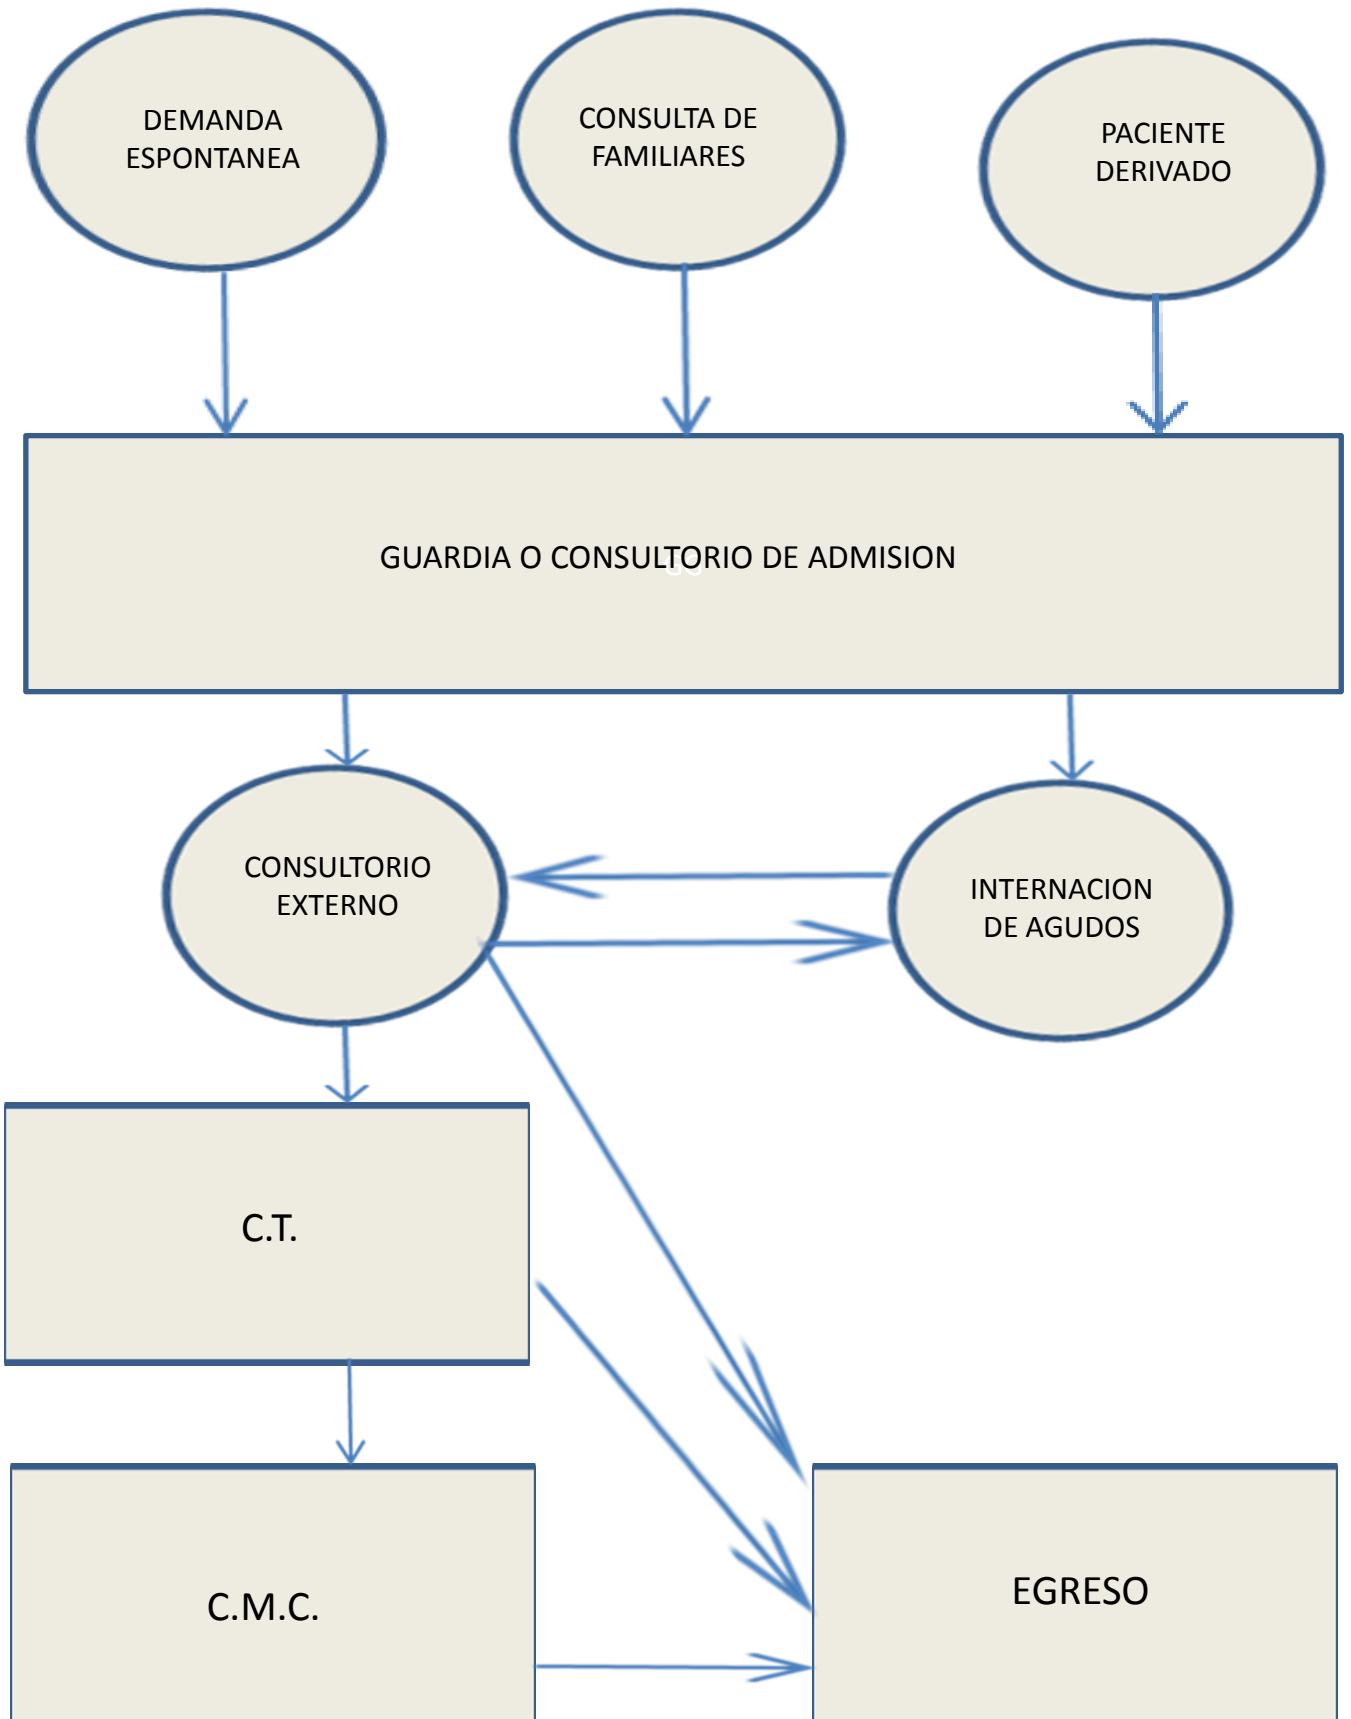 DEMANDA
ESPONTANEA
CONSULTA DE
FAMILIARES
PACIENTE
DERIVADO
GUARDIA O CONSULTORIO DE ADMISION
CONSULTORIO
EXTERNO
INTERNACION
DE AGUDOS
C.T.
C.M.C.
EGRESO